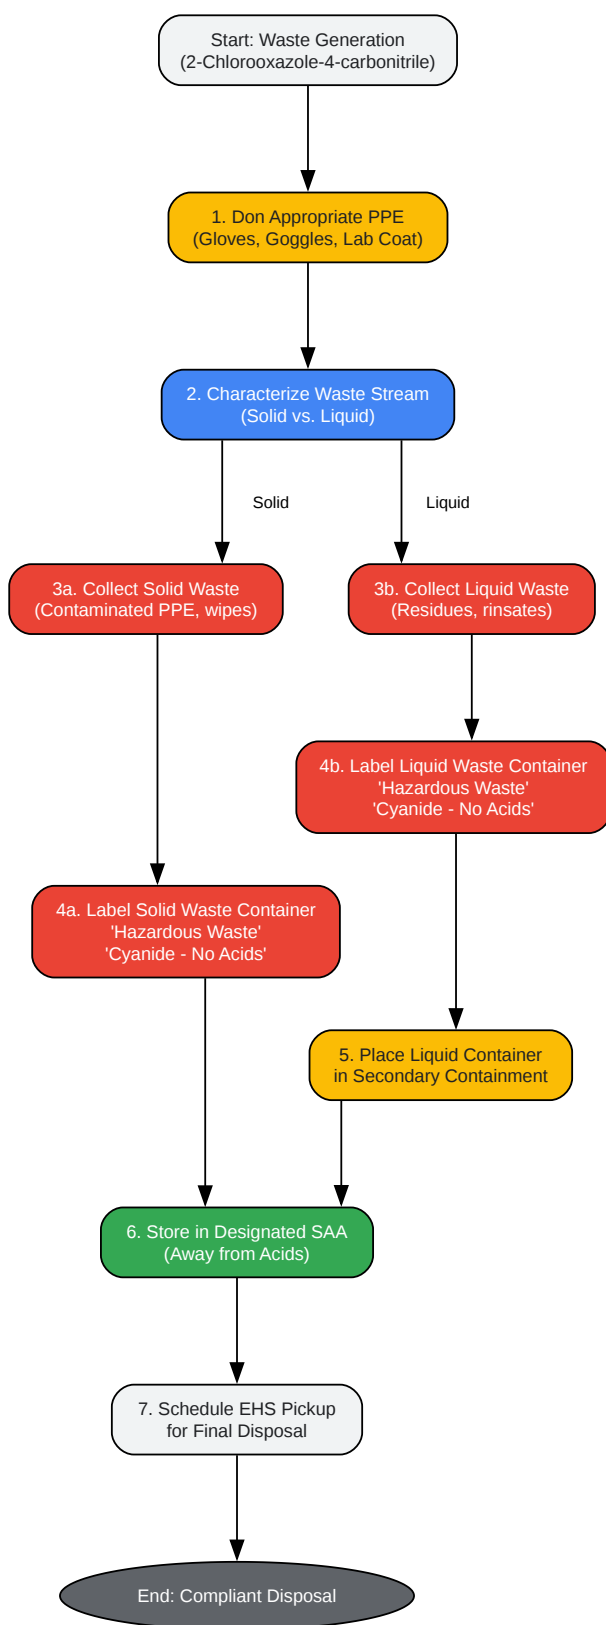 Start: Waste Generation
(2-Chlorooxazole-4-carbonitrile)
1. Don Appropriate PPE
(Gloves, Goggles, Lab Coat)
2. Characterize Waste Stream
(Solid vs. Liquid)
Solid
Liquid
3a. Collect Solid Waste
(Contaminated PPE, wipes)
3b. Collect Liquid Waste
(Residues, rinsates)
4b. Label Liquid Waste Container
'Hazardous Waste'
'Cyanide - No Acids'
4a. Label Solid Waste Container
'Hazardous Waste'
'Cyanide - No Acids'
5. Place Liquid Container
in Secondary Containment
6. Store in Designated SAA
(Away from Acids)
7. Schedule EHS Pickup
for Final Disposal
End: Compliant Disposal